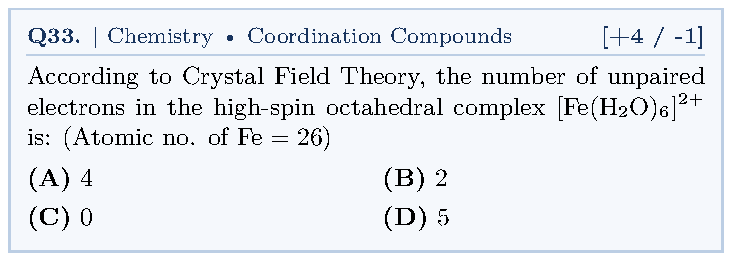 Q33. | Chemistry • Coordination Compounds [+4 / -1]
According to Crystal Field Theory, the number of unpaired
electrons in the high-spin octahedral complex [Fe(H₂O)₆]²⁺
is: (Atomic no. of Fe = 26)
(A) 4 (B) 2
(C) 0 (D) 5